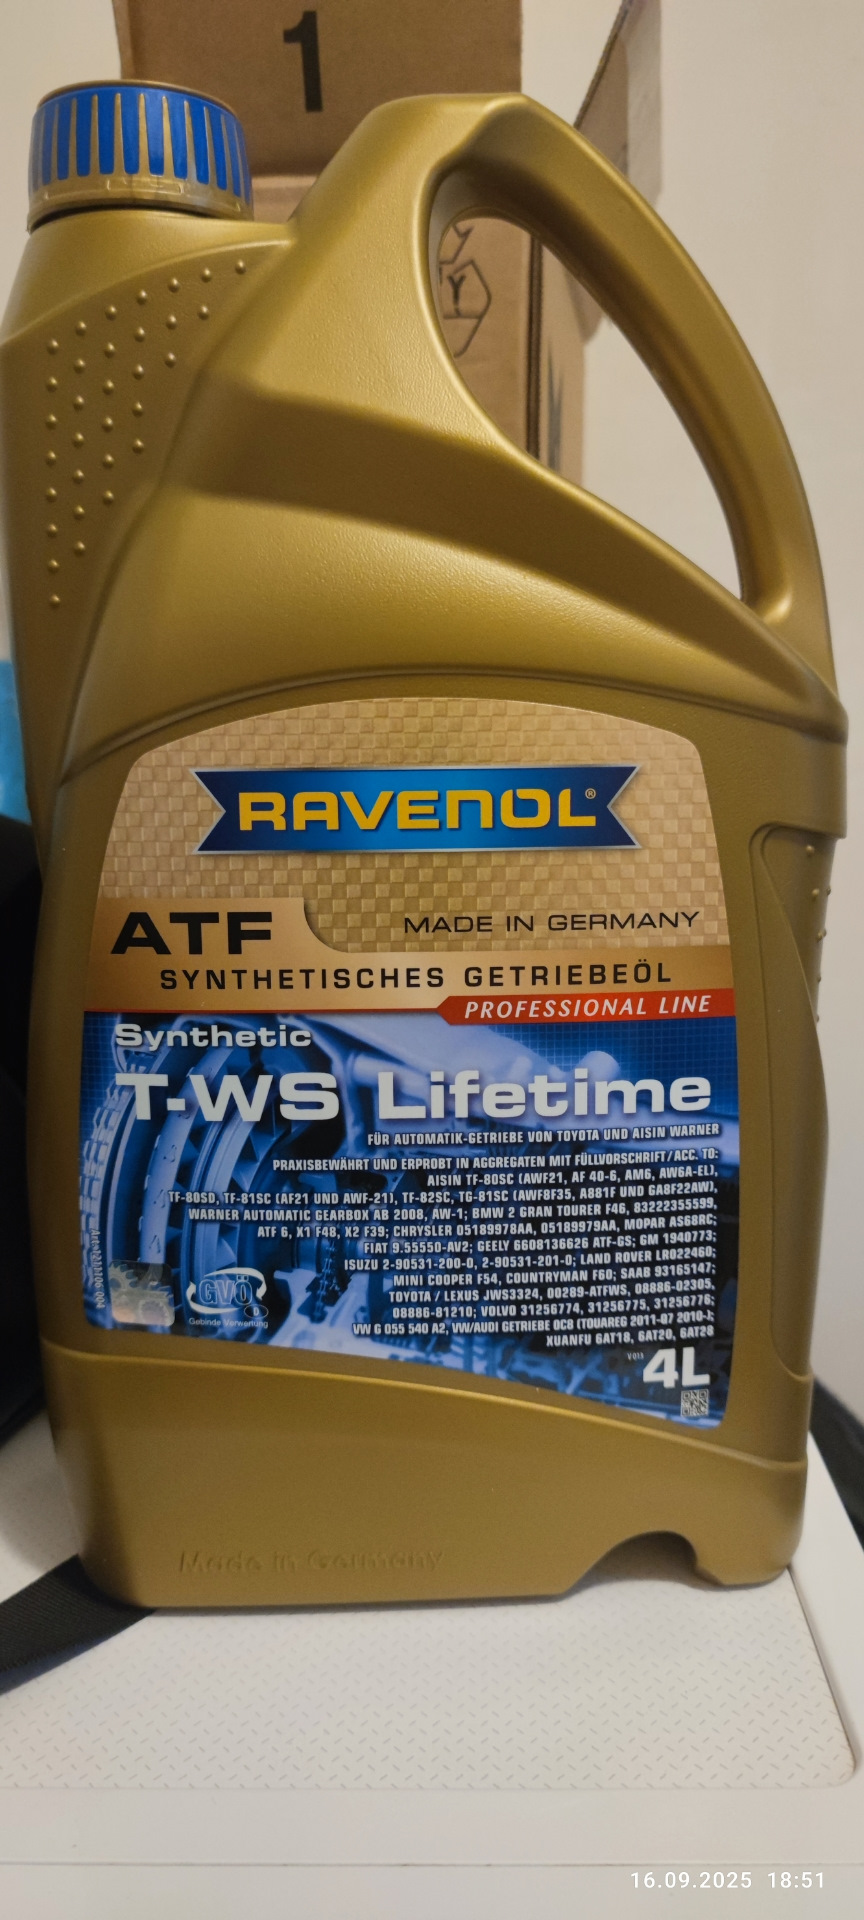 1
Y
RAVENOL®
ATF
MADE IN GERMANY
SYNTHETISCHES GETRIEBEÖL
PROFESSIONAL LINE
Synthetic
T-WS Lifetime
FÜR AUTOMATIK-GETRIEBE VON TOYOTA UND AISIN WARNER
PRAXISBEWÄHRT UND ERPROBT IN AGGREGATEN MIT FÜLLVORSCHRIFT/ACC. TO:
AISIN TF-80SC (AWF21, AF 40-6, AM6, AW6A-EL),
TF-80SD, TF-81SC (AF21 UND AWF-21), TF-82SC, TG-81SC (AWF8F35, A881F UND GA8F22AW),
WARNER AUTOMATIC GEARBOX AB 2008, AW-1; BMW 2 GRAN TOURER F46, 83222355599,
ATF 6, X1 F48, X2 F39; CHRYSLER 05189978AA, 05189979AA, MOPAR AS68RC;
FIAT 9.55550-AV2; GEELY 6608136626 ATF-GS; GM 1940773;
ISUZU 2-90531-200-0, 2-90531-201-0; LAND ROVER LR022460;
MINI COOPER F54, COUNTRYMAN F60; SAAB 93165147;
TOYOTA / LEXUS JWS3324, 00289-ATFWS, 08886-02305,
08886-81210; VOLVO 31256774, 31256775, 31256776;
VW G 055 540 A2, VW/AUDI GETRIEBE 0C8 (TOUAREG 2011-07 2010-);
XUANFU 6AT18, 6AT20, 6AT28
GVÖ
D
Gebinde Verwertung
4L
Made in Germany
16.09.2025 18:51